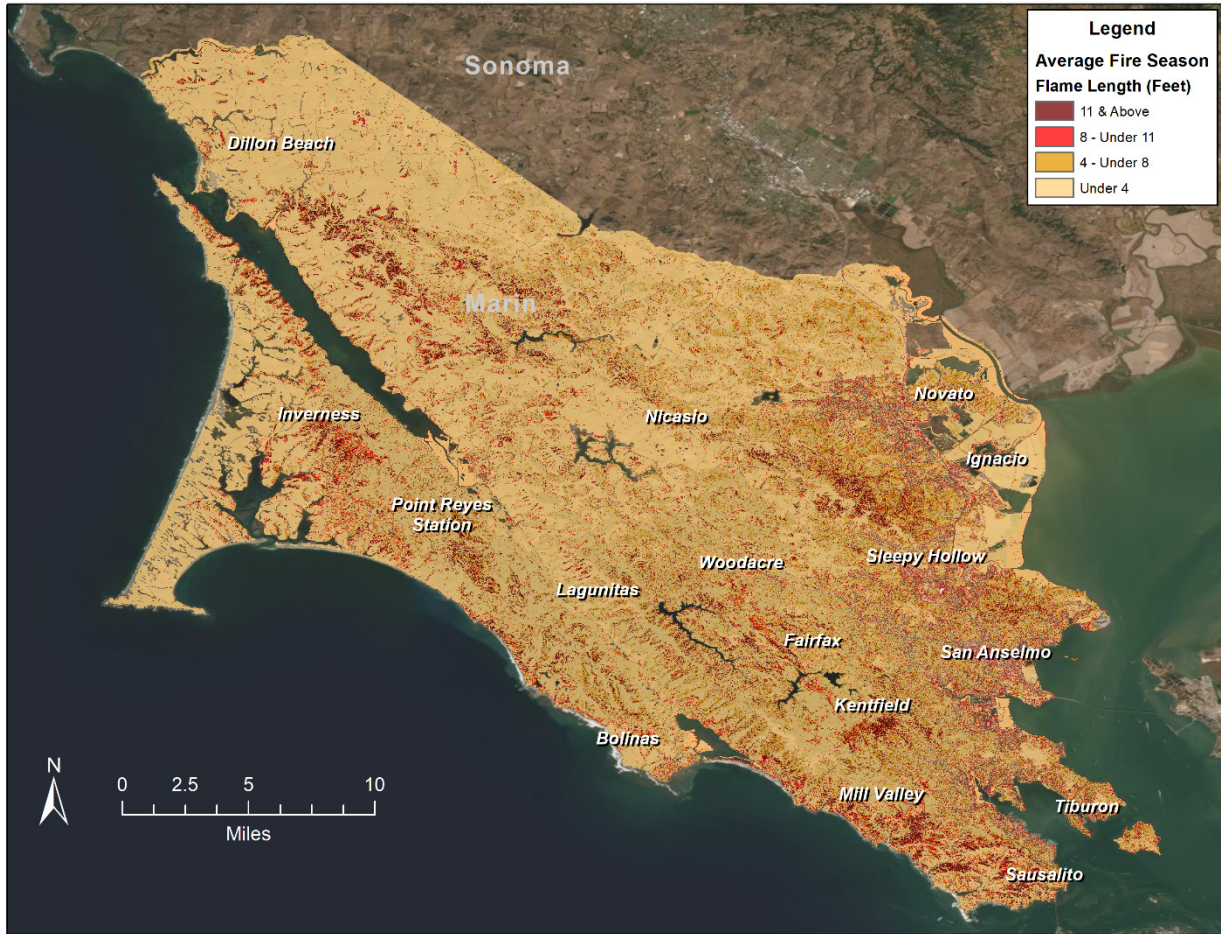 Legend
Average Fire Season
Flame Length (Feet)
11 & Above
8 - Under 11
4 - Under 8
Under 4
Sonoma
Dillon Beach
Marin
Novato
Inverness
Nicasio
Ignacio
Point Reyes
Station
Sleepy Hollow
Woodacre
Lagunitas
Fairfax
San Anselmo
Kentfield
Bolinas
Mill Valley
Tiburon
Sausalito
N
0 2.5 5 10
Miles